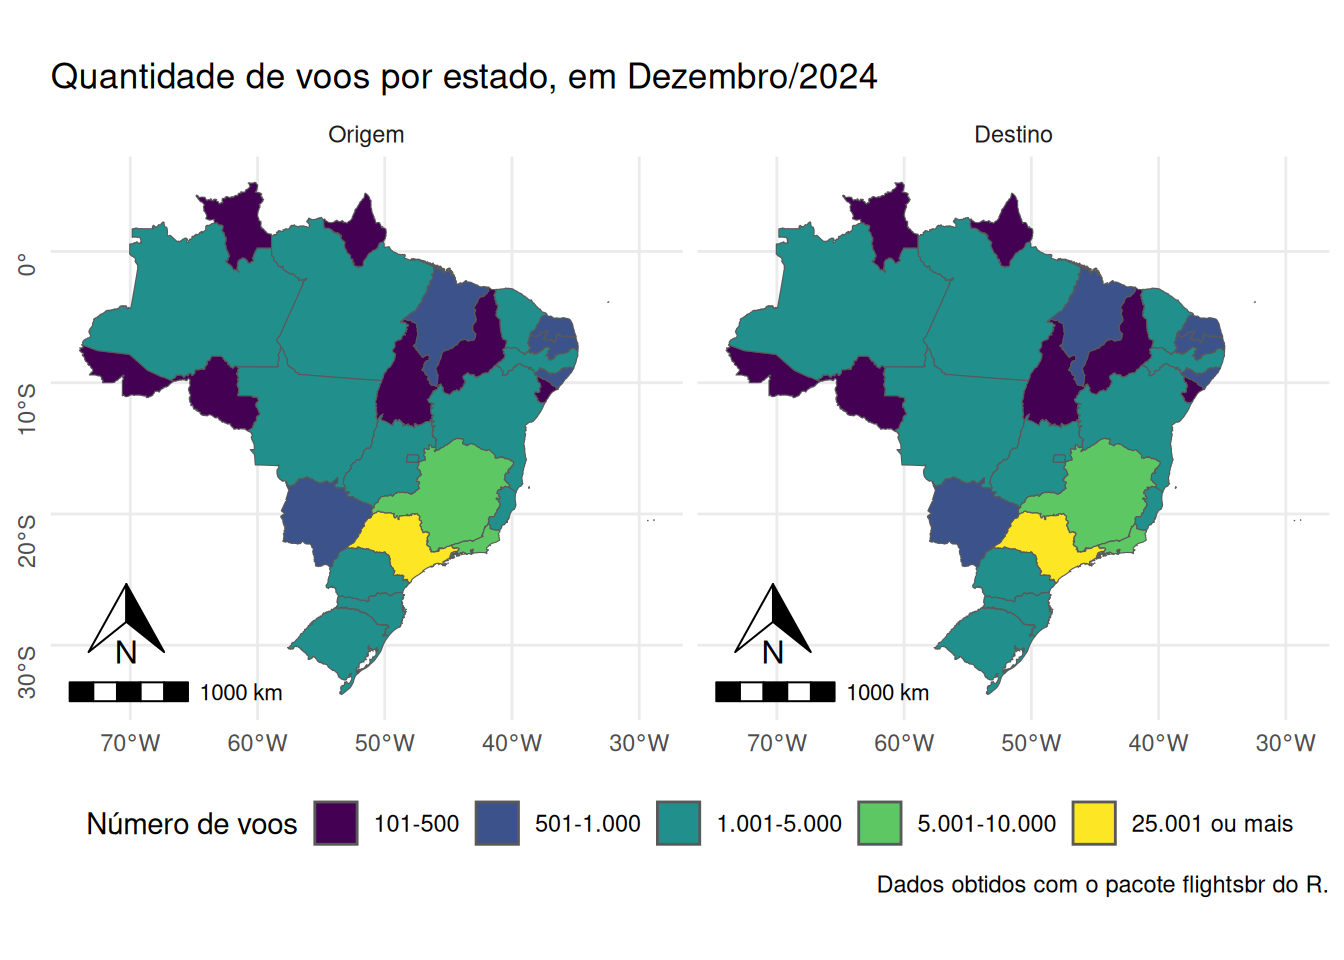 Quantidade de voos por estado, em Dezembro/2024
Origem
Destino
0°
10°S
20°S
30°S
N
1000 km
N
1000 km
70°W 60°W 50°W 40°W 30°W
70°W 60°W 50°W 40°W 30°W
Número de voos 101-500 501-1.000 1.001-5.000 5.001-10.000 25.001 ou mais
Dados obtidos com o pacote flightsbr do R.